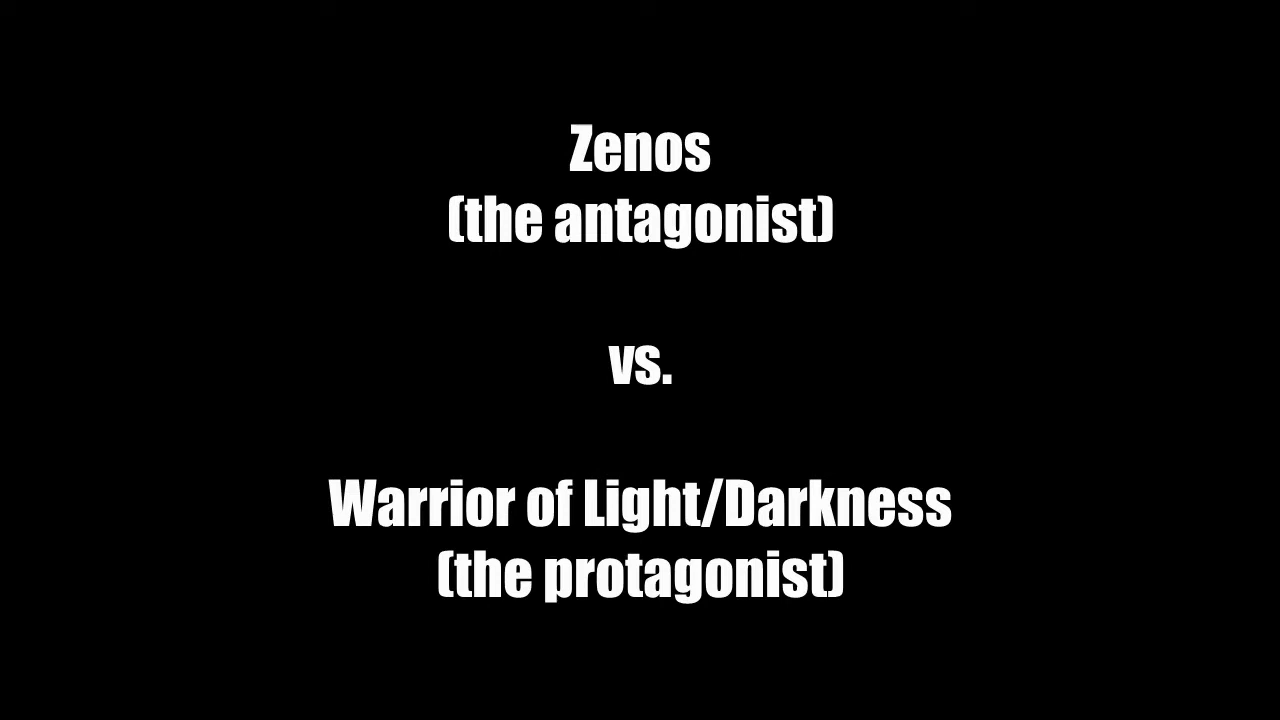 Zenos
(the antagonist)
vs.
Warrior of Light/Darkness
(the protagonist)